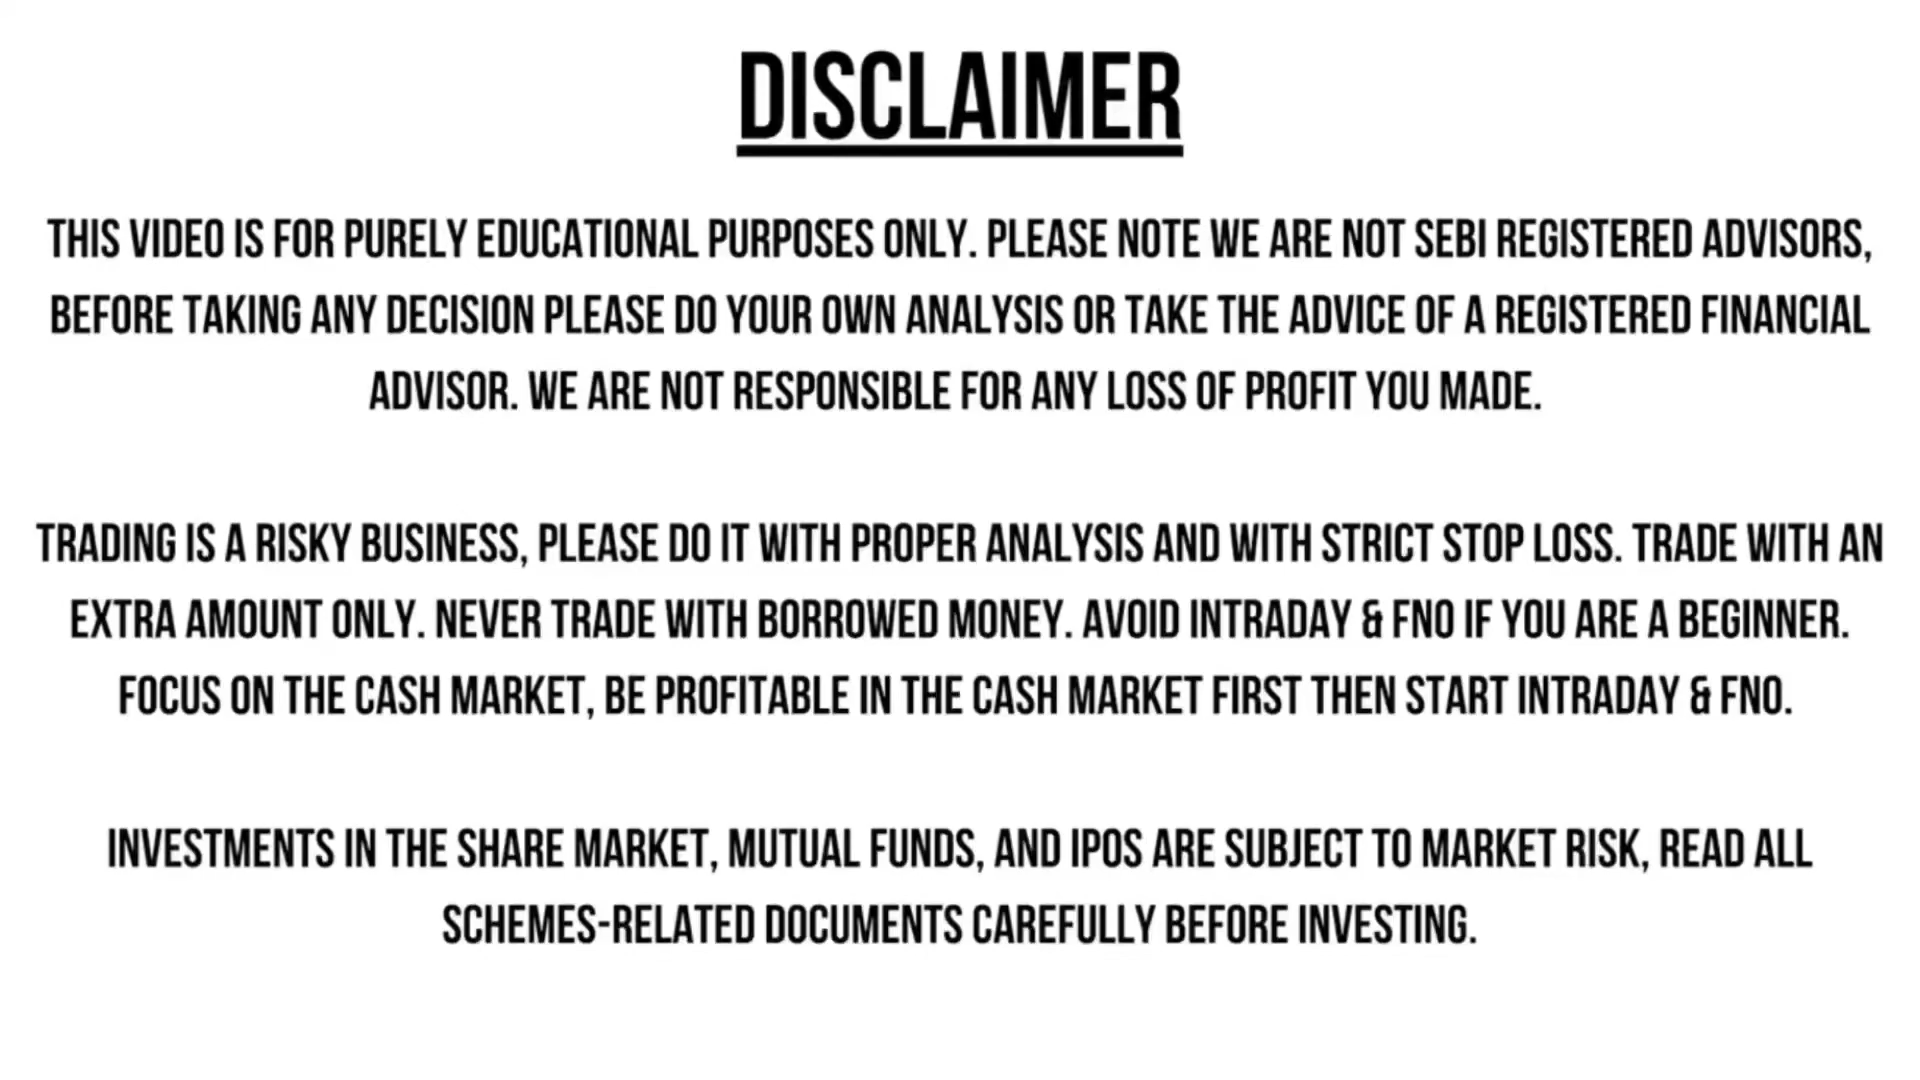 DISCLAIMER
THIS VIDEO IS FOR PURELY EDUCATIONAL PURPOSES ONLY. PLEASE NOTE WE ARE NOT SEBI REGISTERED ADVISORS,
BEFORE TAKING ANY DECISION PLEASE DO YOUR OWN ANALYSIS OR TAKE THE ADVICE OF A REGISTERED FINANCIAL
ADVISOR. WE ARE NOT RESPONSIBLE FOR ANY LOSS OF PROFIT YOU MADE.
TRADING IS A RISKY BUSINESS, PLEASE DO IT WITH PROPER ANALYSIS AND WITH STRICT STOP LOSS. TRADE WITH AN
EXTRA AMOUNT ONLY. NEVER TRADE WITH BORROWED MONEY. AVOID INTRADAY & FNO IF YOU ARE A BEGINNER.
FOCUS ON THE CASH MARKET, BE PROFITABLE IN THE CASH MARKET FIRST THEN START INTRADAY & FNO.
INVESTMENTS IN THE SHARE MARKET, MUTUAL FUNDS, AND IPOS ARE SUBJECT TO MARKET RISK, READ ALL
SCHEMES-RELATED DOCUMENTS CAREFULLY BEFORE INVESTING.